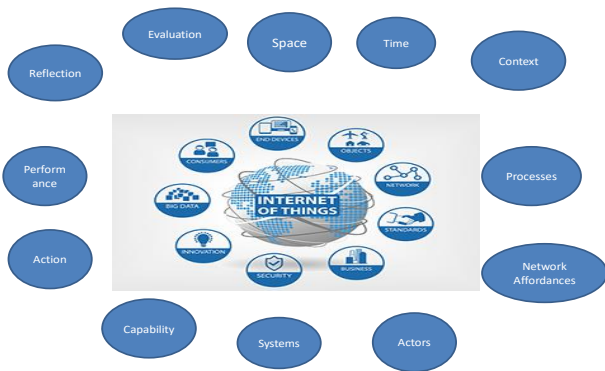 Evaluation
Space
Time
Reflection
Context
END DEVICES
CONSUMERS
OBJECTS
Perform
ance
Processes
NETWORK
BIG DATA
INTERNET
OF THINGS
STANDARDS
INNOVATION
Action
SECURITY
BUSINESS
Network
Affordances
Capability
Systems
Actors